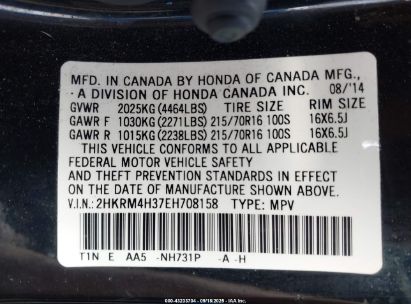 MFD. IN CANADA BY HONDA OF CANADA MFG.,
A DIVISION OF HONDA CANADA INC. 08/'14
GVWR 2025KG (4464LBS) TIRE SIZE RIM SIZE
GAWR F 1030KG (2271LBS) 215/70R16 100S 16X6.5J
GAWR R 1015KG (2238LBS) 215/70R16 100S 16X6.5J
THIS VEHICLE CONFORMS TO ALL APPLICABLE
FEDERAL MOTOR VEHICLE SAFETY
AND THEFT PREVENTION STANDARDS IN EFFECT
ON THE DATE OF MANUFACTURE SHOWN ABOVE.
V.I.N.: 2HKRM4H37EH708158 TYPE: MPV
T1N E AA5 -NH731P -A -H